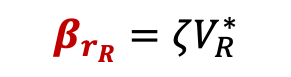 β_{r_R} = ζV_R^*